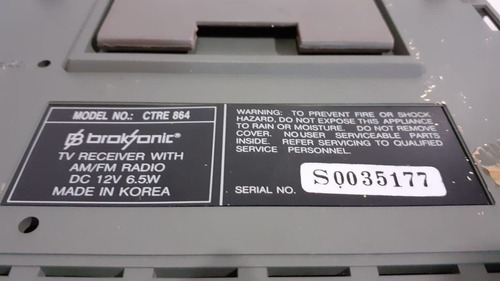 MODEL NO.: CTRE 864
broksonic®
TV RECEIVER WITH
AM/FM RADIO
DC 12V 6.5W
MADE IN KOREA
WARNING: TO PREVENT FIRE OR SHOCK
HAZARD, DO NOT EXPOSE THIS APPLIANCE
TO RAIN OR MOISTURE. DO NOT REMOVE
COVER. NO USER SERVICEABLE PARTS
INSIDE. REFER SERVICING TO QUALIFIED
SERVICE PERSONNEL.
SERIAL NO. S0035177